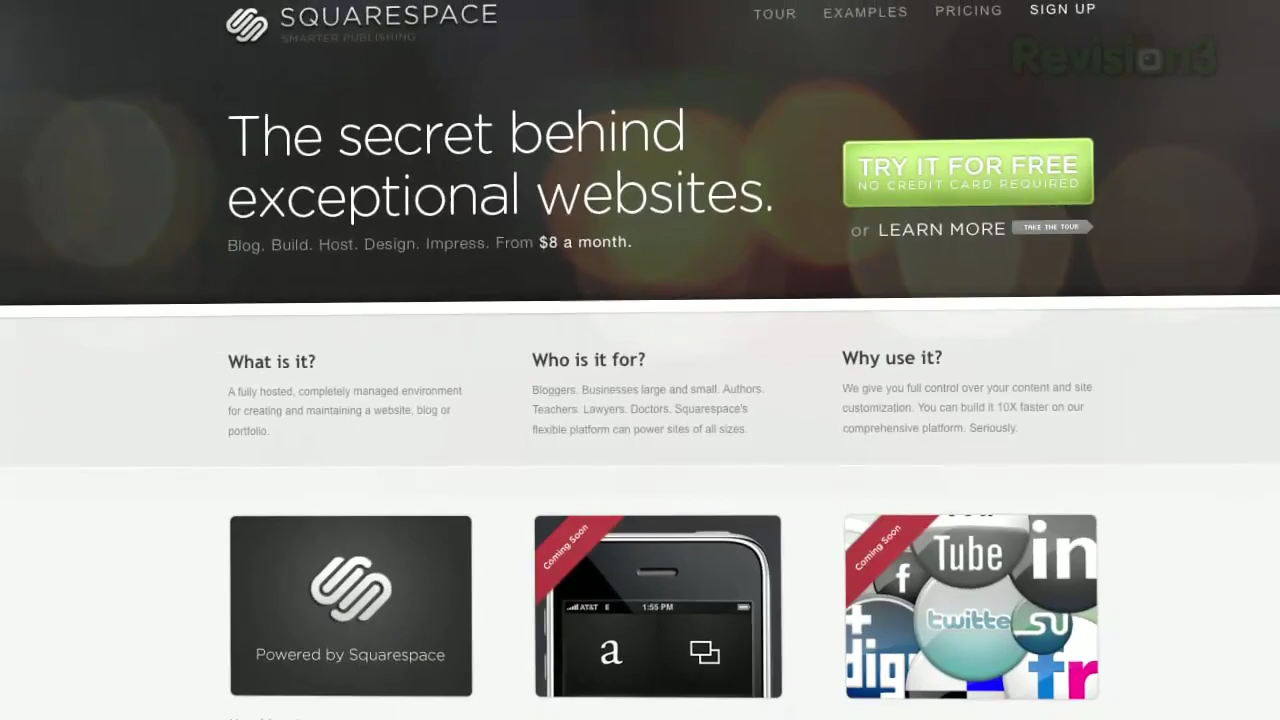 SQUARESPACE
SMARTER PUBLISHING
TOUR EXAMPLES PRICING SIGN UP
Revision3
The secret behind
exceptional websites.
Blog. Build. Host. Design. Impress. From $8 a month.
TRY IT FOR FREE
NO CREDIT CARD REQUIRED
or LEARN MORE TAKE THE TOUR
What is it?
A fully hosted, completely managed environment
for creating and maintaining a website, blog or
portfolio.
Who is it for?
Bloggers. Businesses large and small. Authors.
Teachers. Lawyers. Doctors. Squarespace's
flexible platform can power sites of all sizes.
Why use it?
We give you full control over your content and site
customization. You can build it 10X faster on our
comprehensive platform. Seriously.
Powered by Squarespace
Coming Soon
AT&T E 1:55 PM
a
Coming Soon
Tube
in
f
twitte
SU
dig
fr